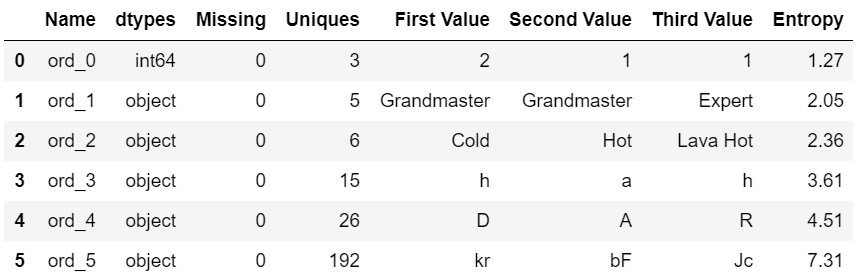 Name dtypes Missing Uniques First Value Second Value Third Value Entropy
0 ord_0 int64 0 3 2 1 1 1.27
1 ord_1 object 0 5 Grandmaster Grandmaster Expert 2.05
2 ord_2 object 0 6 Cold Hot Lava Hot 2.36
3 ord_3 object 0 15 h a h 3.61
4 ord_4 object 0 26 D A R 4.51
5 ord_5 object 0 192 kr bF Jc 7.31